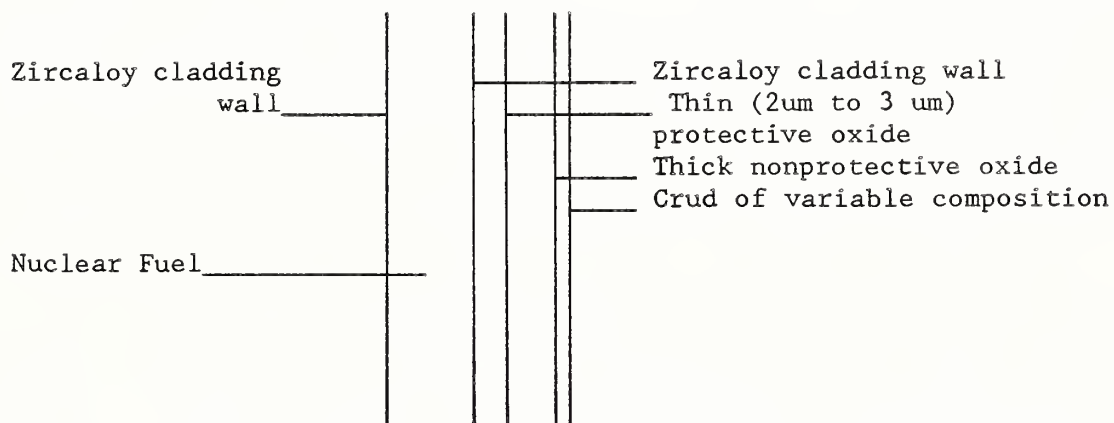 Zircaloy cladding
wall
Nuclear Fuel
Zircaloy cladding wall
Thin (2um to 3 um)
protective oxide
Thick nonprotective oxide
Crud of variable composition